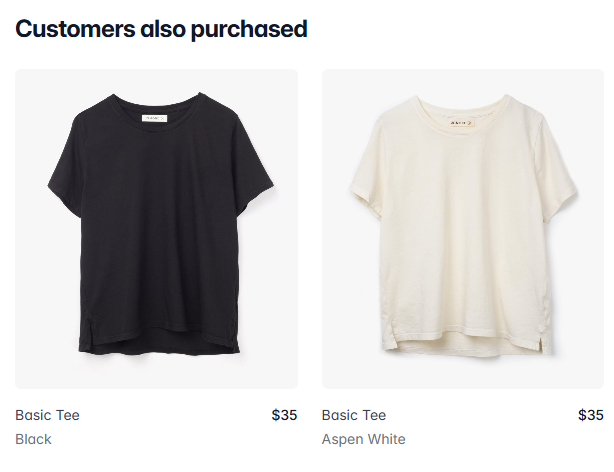 Customers also purchased
Basic Tee $35
Black
Basic Tee $35
Aspen White